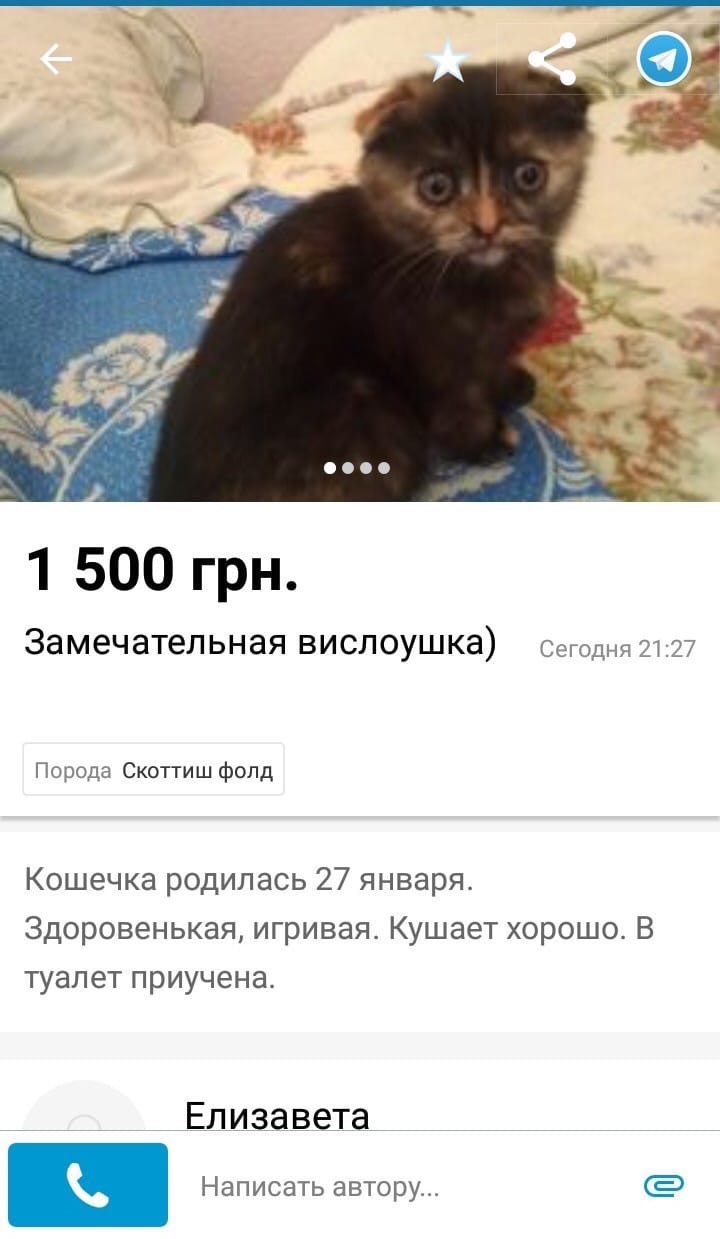 1 500 грн.
Замечательная вислоушка)
Сегодня 21:27
Порода Скоттиш фолд
Кошечка родилась 27 января.
Здоровенькая, игривая. Кушает хорошо. В
туалет приучена.
Елизавета
Написать автору...